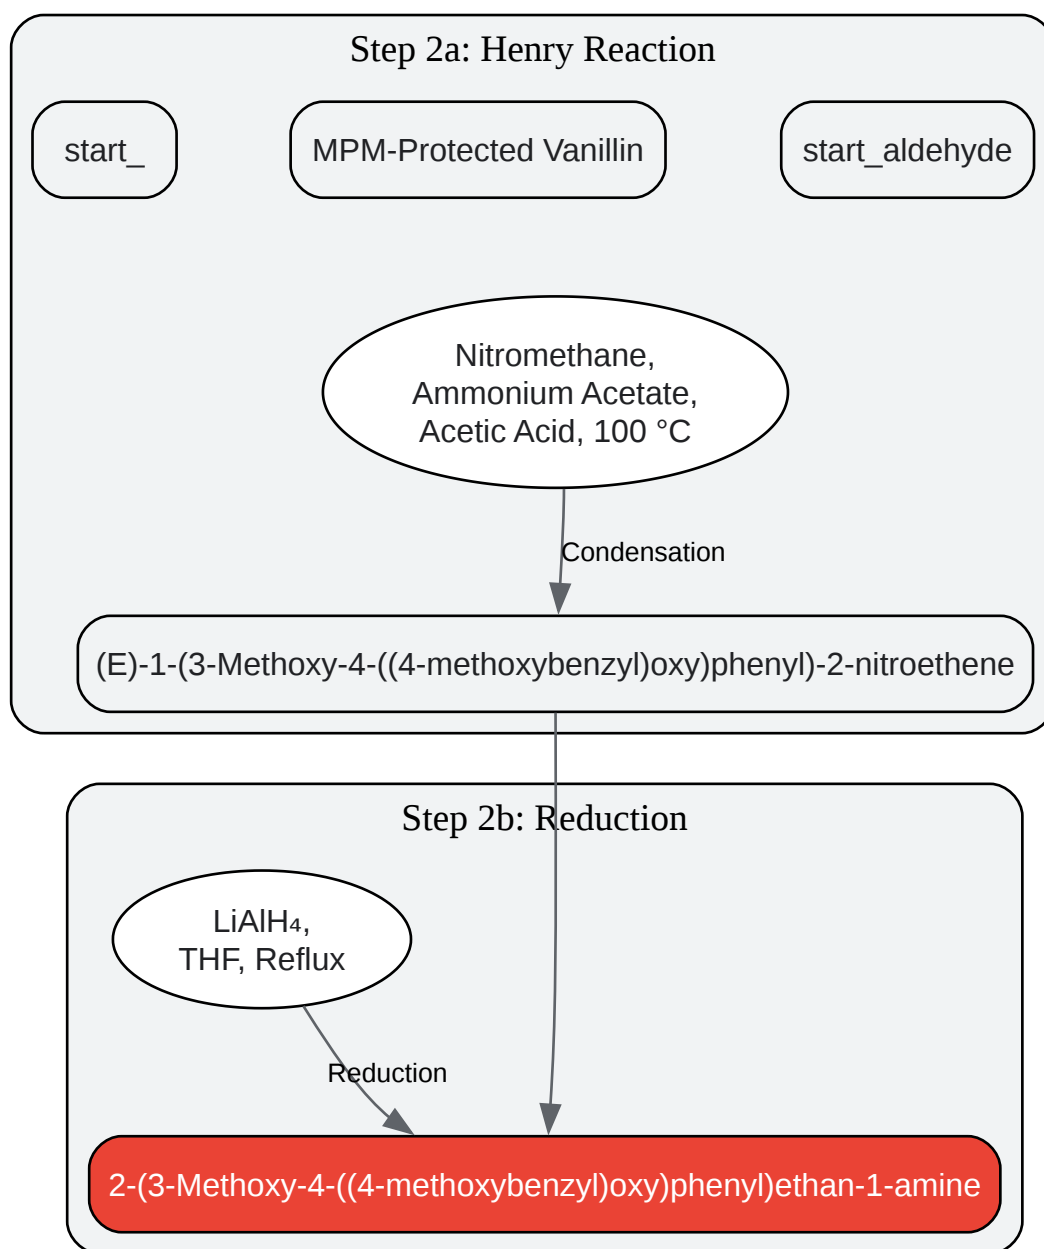 Step 2a: Henry Reaction
start_
MPM-Protected Vanillin
start_aldehyde
Nitromethane,
Ammonium Acetate,
Acetic Acid, 100 °C
Condensation
(E)-1-(3-Methoxy-4-((4-methoxybenzyl)oxy)phenyl)-2-nitroethene
Step 2b: Reduction
LiAlH₄,
THF, Reflux
Reduction
2-(3-Methoxy-4-((4-methoxybenzyl)oxy)phenyl)ethan-1-amine